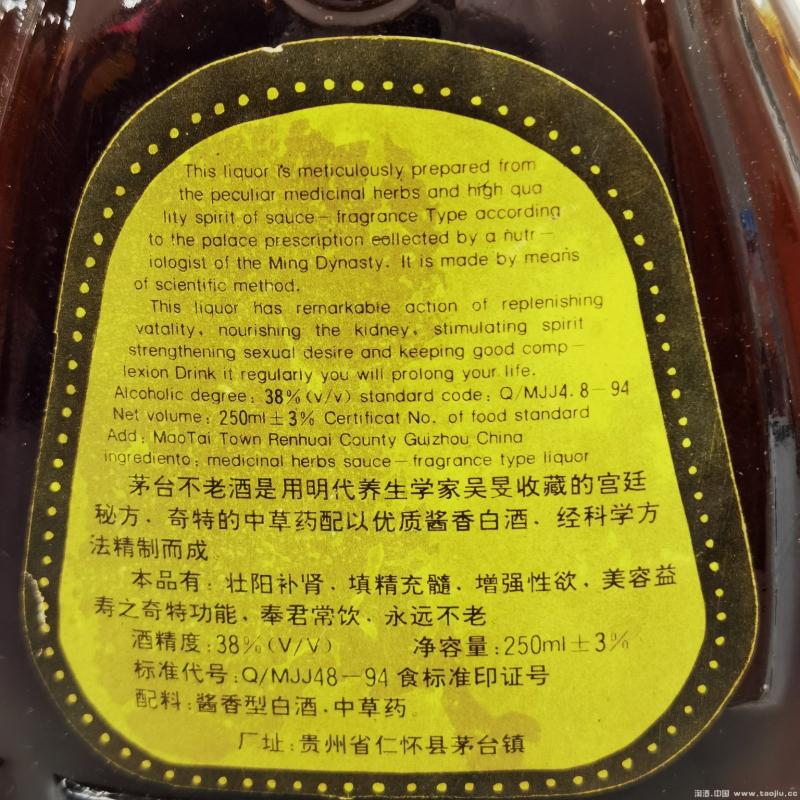 This liquor is meticulously prepared from
the peculiar medicinal herbs and high qua
lity spirit of sauce－fragrance Type according
to the palace prescription eollected by a nutr－
iologist of the Ming Dynasty. It is made by means
of scientific method.
This liquor has remarkable action of replenishing
vatality, nourishing the kidney, stimulating spirit
strengthening sexual desire and keeping good comp－
lexion Drink it regularly you will prolong your life.
Alcoholic degree: 38%(v/v) standard code: Q/MJJ4.8－94
Net volume: 250ml±3% Certificat No. of food standard
Add: MaoTai Town Renhuai County Guizhou China
ingrediento: medicinal herbs sauce－fragrance type liquor
茅台不老酒是用明代养生学家吴旻收藏的宫廷
秘方．奇特的中草药配以优质酱香白酒．经科学方
法精制而成
本品有：壮阳补肾．填精充髓．增强性欲．美容益
寿之奇特功能．奉君常饮．永远不老
酒精度:38%(V/V) 净容量:250ml±3%
标准代号:Q/MJJ48－94 食标准印证号
配料:酱香型白酒.中草药
厂址:贵州省仁怀县茅台镇
淘酒.中国 www.taojiu.cc